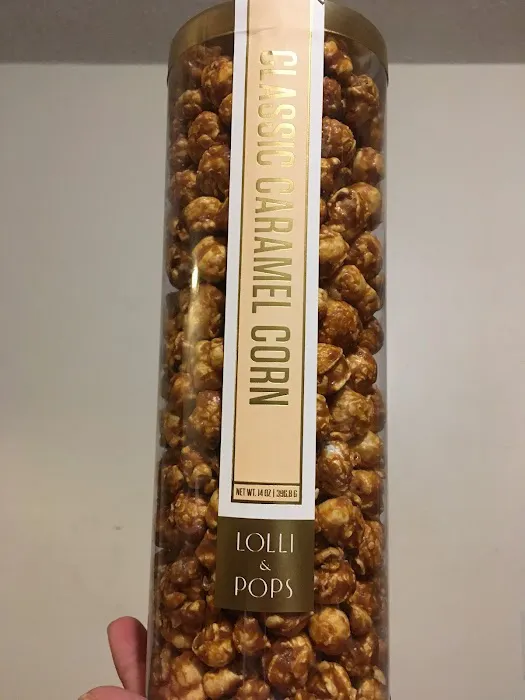 CLASSIC CARAMEL CORN
NET WT. 14 OZ | 396.8 G
LOLLI
&
POPS